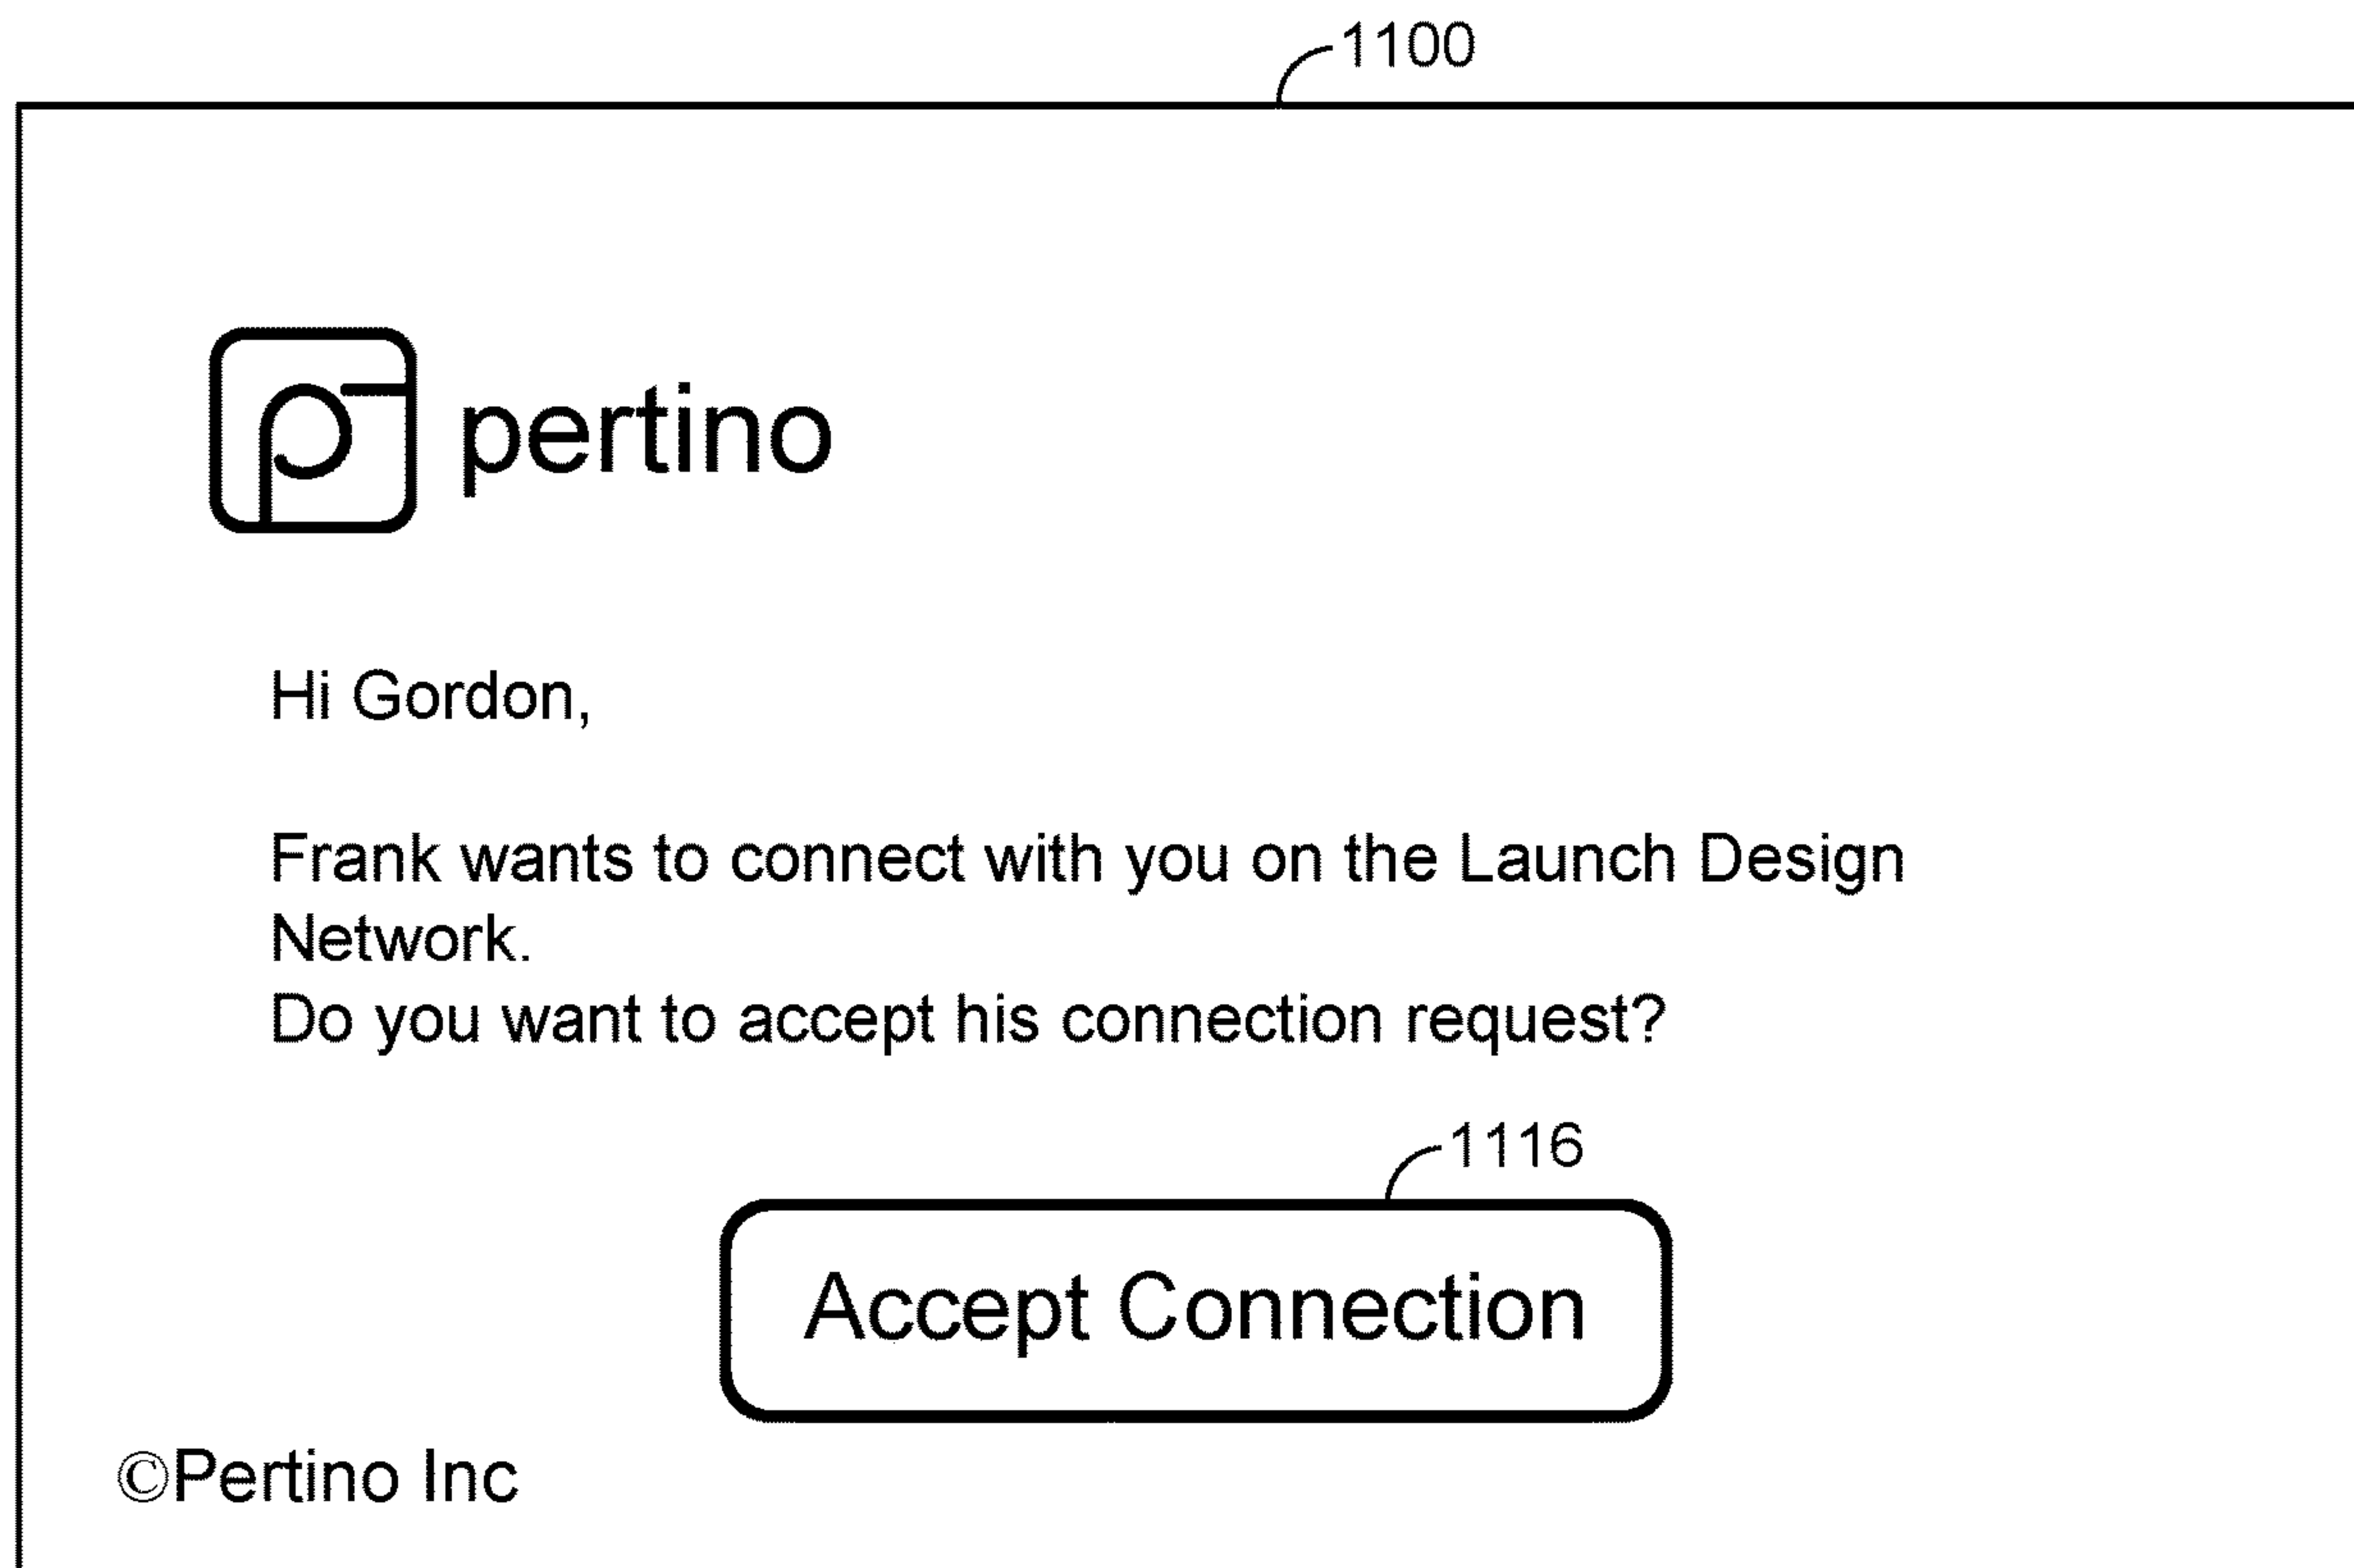 1100
pertino
Hi Gordon,
Frank wants to connect with you on the Launch Design
Network.
Do you want to accept his connection request?
1116
Accept Connection
©Pertino Inc